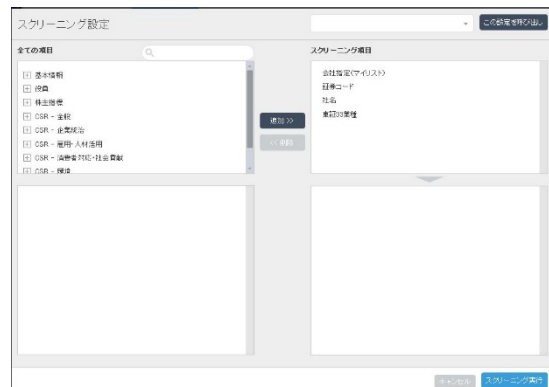 スクリーニング設定
この設定を呼び出し
全ての項目
スクリーニング項目
基本情報
役員
株主指標
CSR - 全般
CSR - 企業統治
CSR - 雇用・人材活用
CSR - 消費者対応・社会貢献
CSR - 環境
会社指定(マイリスト)
証券コード
社名
東証33業種
追加 >>
<< 削除
キャンセル
スクリーニング実行